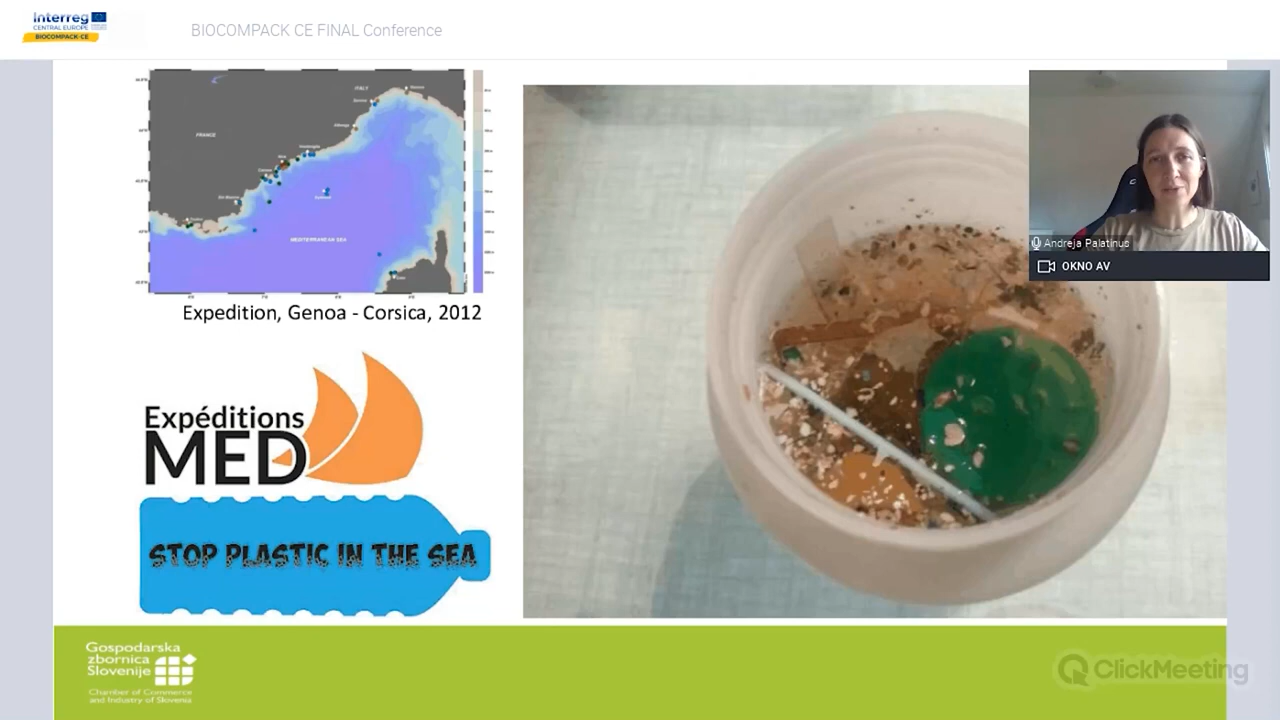 Interreg
CENTRAL EUROPE
BIOCOMPACK-CE
BIOCOMPACK CE FINAL Conference
ITALY
FRANCE
MEDITERRANEAN SEA
Expedition, Genoa - Corsica, 2012
Expéditions
MED
STOP PLASTIC IN THE SEA
Andreja Palatinus
OKNO AV
Gospodarska
zbornica
Slovenije
Chamber of Commerce
and Industry of Slovenia
ClickMeeting